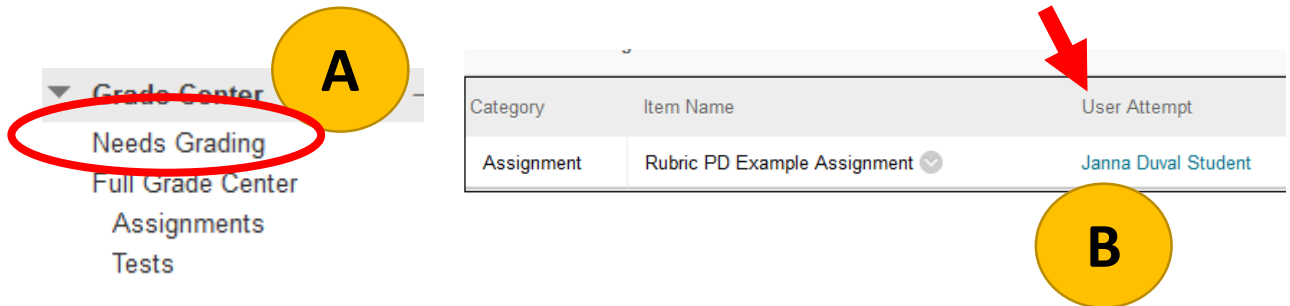 A
Grade Center
Needs Grading
Full Grade Center
Assignments
Tests
Category Item Name User Attempt
Assignment Rubric PD Example Assignment Janna Duval Student
B